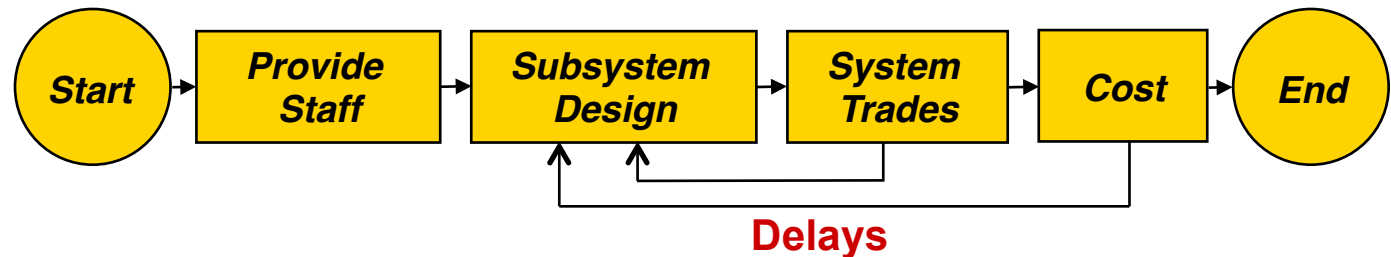 Start
Provide
Staff
Subsystem
Design
System
Trades
Cost
End
Delays